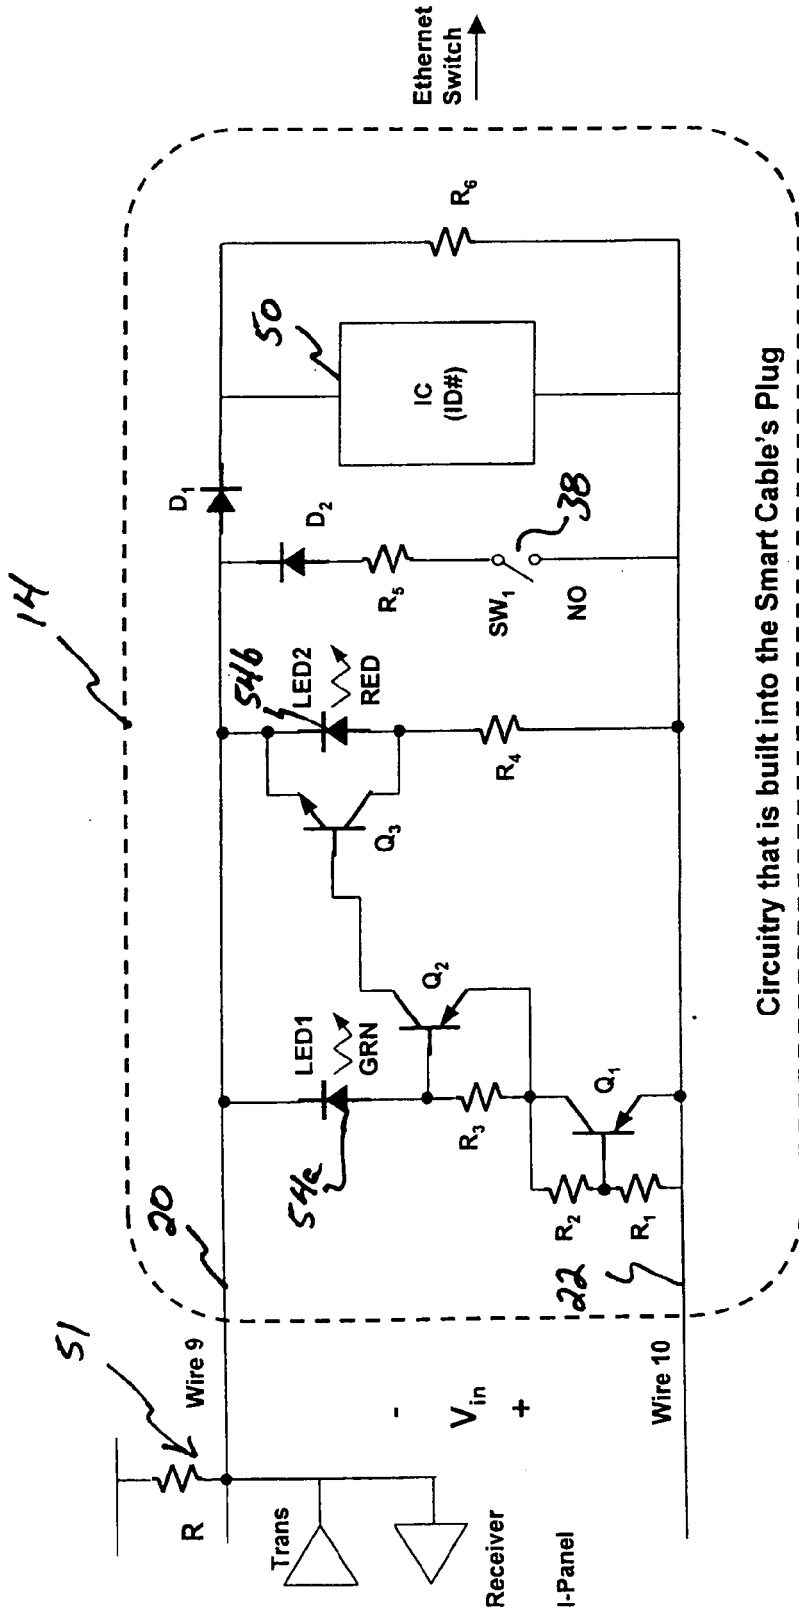 14
Ethernet
Switch
51
R
Wire 9
20
Trans
Receiver
I-Panel
-
Vin
+
Wire 10
22
54a
LED1
GRN
R3
R2
R1
Q1
Q2
Q3
54b
LED2
RED
R4
D1
D2
R5
SW1
NO
38
50
IC
(ID#)
R6
Circuitry that is built into the Smart Cable's Plug